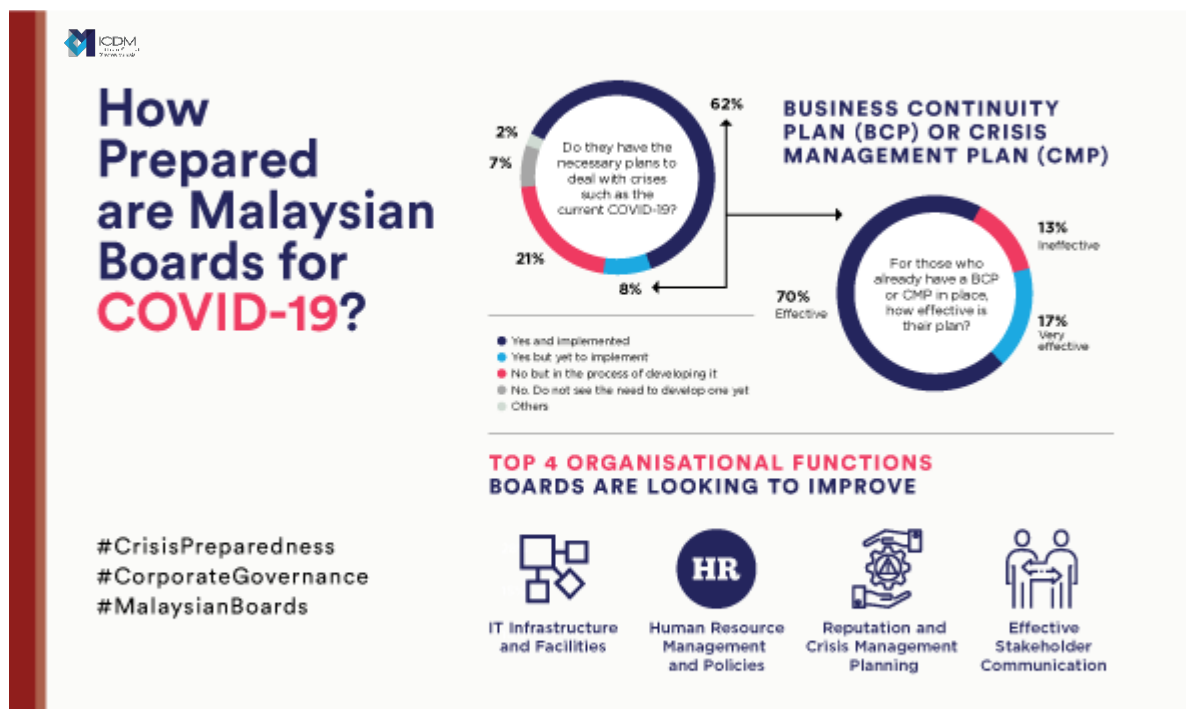 ICDM
How
Prepared
are Malaysian
Boards for
COVID-19?
#CrisisPreparedness
#CorporateGovernance
#MalaysianBoards
Do they have the
necessary plans to
deal with crises
such as the
current COVID-19?
62%
2%
7%
21%
8%
Yes and implemented
Yes but yet to implement
No but in the process of developing it
No. Do not see the need to develop one yet
Others
BUSINESS CONTINUITY
PLAN (BCP) OR CRISIS
MANAGEMENT PLAN (CMP)
For those who
already have a BCP
or CMP in place,
how effective is
their plan?
13%
Ineffective
70%
Effective
17%
Very
effective
TOP 4 ORGANISATIONAL FUNCTIONS
BOARDS ARE LOOKING TO IMPROVE
IT Infrastructure
and Facilities
HR
Human Resource
Management
and Policies
Reputation and
Crisis Management
Planning
Effective
Stakeholder
Communication